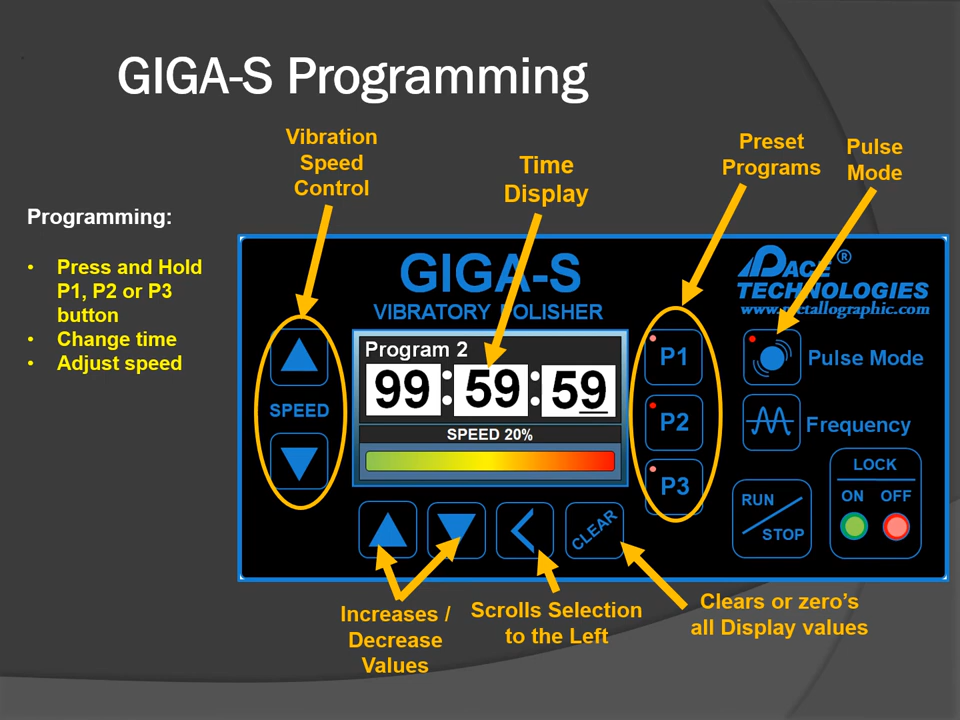 GIGA-S Programming
Vibration
Speed
Control
Time
Display
Preset
Programs
Pulse
Mode
Programming:
• Press and Hold
P1, P2 or P3
button
• Change time
• Adjust speed
GIGA-S
VIBRATORY POLISHER
PACE®
TECHNOLOGIES
www.metallographic.com
SPEED
Program 2
99:59:59
SPEED 20%
P1
P2
P3
Pulse Mode
Frequency
RUN
STOP
LOCK
ON OFF
CLEAR
Increases /
Decrease
Values
Scrolls Selection
to the Left
Clears or zero’s
all Display values